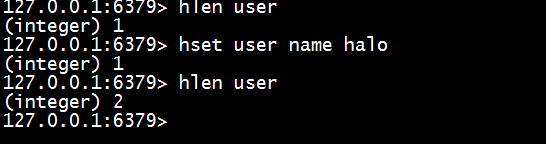 127.0.0.1:6379> hlen user
(integer) 1
127.0.0.1:6379> hset user name halo
(integer) 1
127.0.0.1:6379> hlen user
(integer) 2
127.0.0.1:6379>